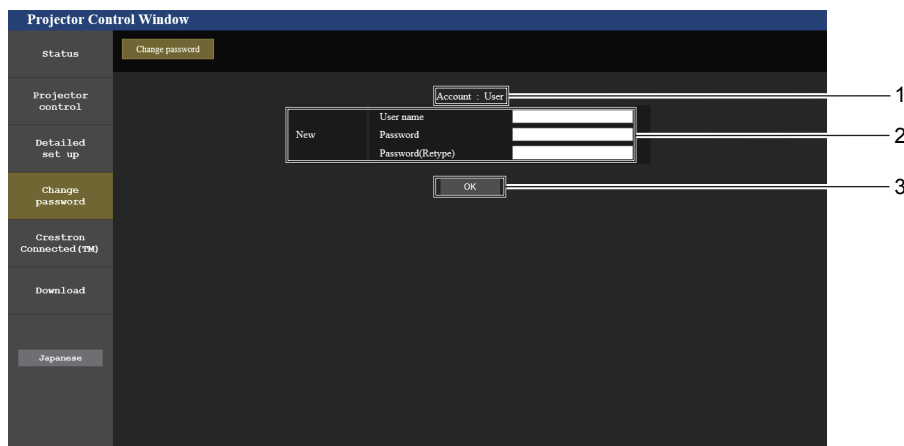 Projector Control Window
Status
Change password
Projector
control
Detailed
set up
Change
password
Crestron
Connected(TM)
Download
Japanese
Account : User
1
New
User name
Password
Password(Retype)
2
OK
3